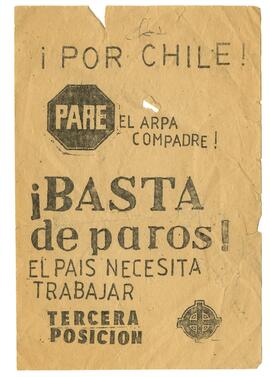 ¡POR CHILE!
PARE
EL ARPA
COMPADRE!
¡BASTA
de paros!
EL PAIS NECESITA
TRABAJAR
TERCERA
POSICION